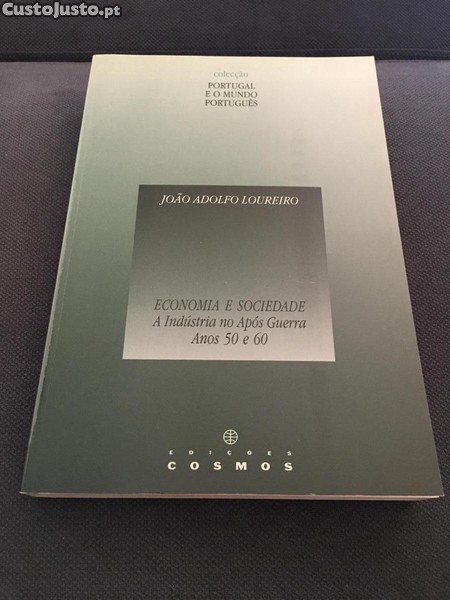 CustoJusto.pt
colecção
PORTUGAL
E O MUNDO
PORTUGUÊS
JOÃO ADOLFO LOUREIRO
ECONOMIA E SOCIEDADE
A Indústria no Após Guerra
Anos 50 e 60
EDIÇÕES
COSMOS